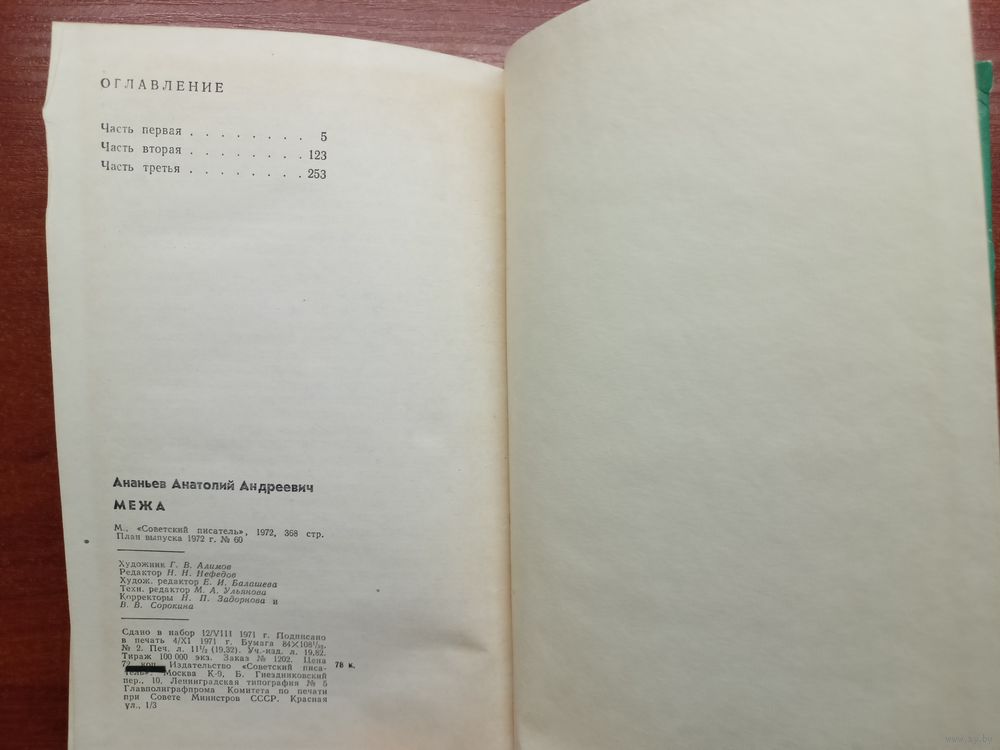 ОГЛАВЛЕНИЕ
Часть первая . . . . . . . . 5
Часть вторая . . . . . . . . 123
Часть третья . . . . . . . . 253
Ананьев Анатолий Андреевич
МЕЖА
М., «Советский писатель», 1972, 368 стр.
План выпуска 1972 г. № 60
Художник Г. В. Алимов
Редактор Н. Н. Нефедов
Худож. редактор Е. И. Балашева
Техн. редактор М. А. Ульянова
Корректоры Н. П. Задорнова и
В. В. Сорокина
Сдано в набор 12/VIII 1971 г. Подписано
в печать 4/XI 1971 г. Бумага 84×108¹/₃₂,
№ 2. Печ. л. 11¹/₂ (19,32). Уч.-изд. л. 19,82.
Тираж 100 000 экз. Заказ № 1202. Цена
72 коп. Издательство «Советский писа- 78 к.
тель». Москва К-9, Б. Гнездниковский
пер., 10. Ленинградская типография № 5
Главполиграфпрома Комитета по печати
при Совете Министров СССР. Красная
ул., 1/3
www.ay.by